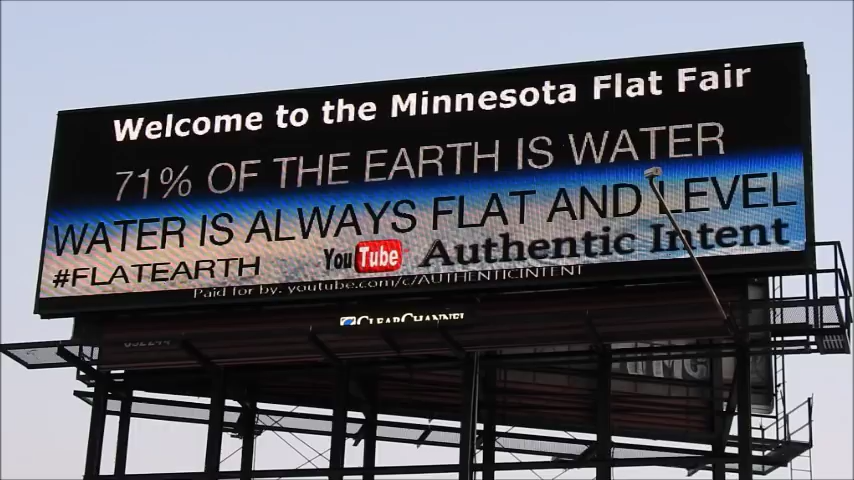 Welcome to the Minnesota Flat Fair
71% OF THE EARTH IS WATER
WATER IS ALWAYS FLAT AND LEVEL
#FLATEARTH YouTube Authentic Intent
Paid for by: youtube.com/c/AUTHENTICINTENT
CLEARCHANNEL